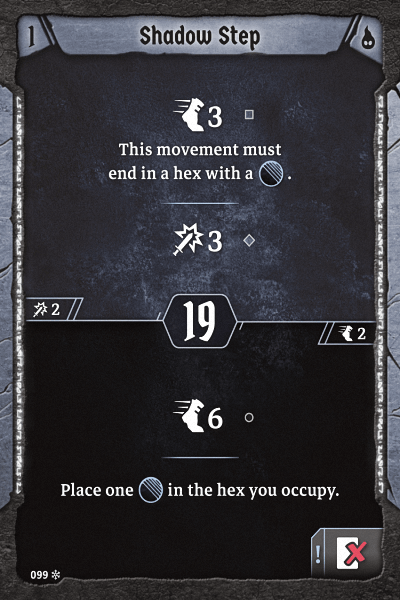 1 Shadow Step
3
This movement must
end in a hex with a .
3
2
19
2
6
Place one in the hex you occupy.
!
099